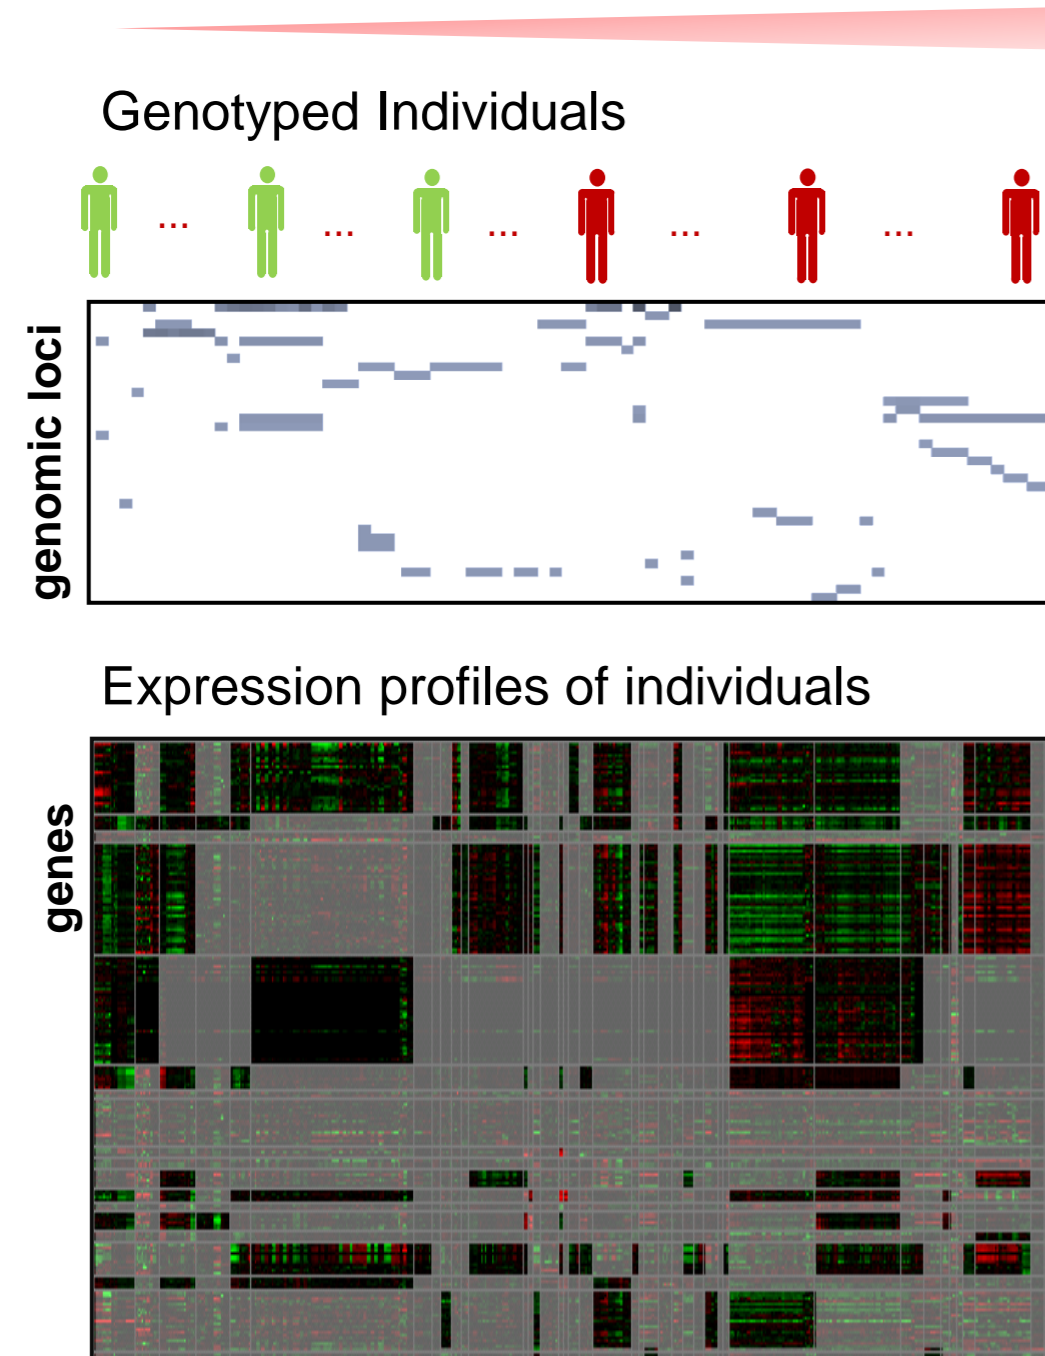 Genotyped Individuals
... ... ... ... ...
genomic loci
Expression profiles of individuals
genes